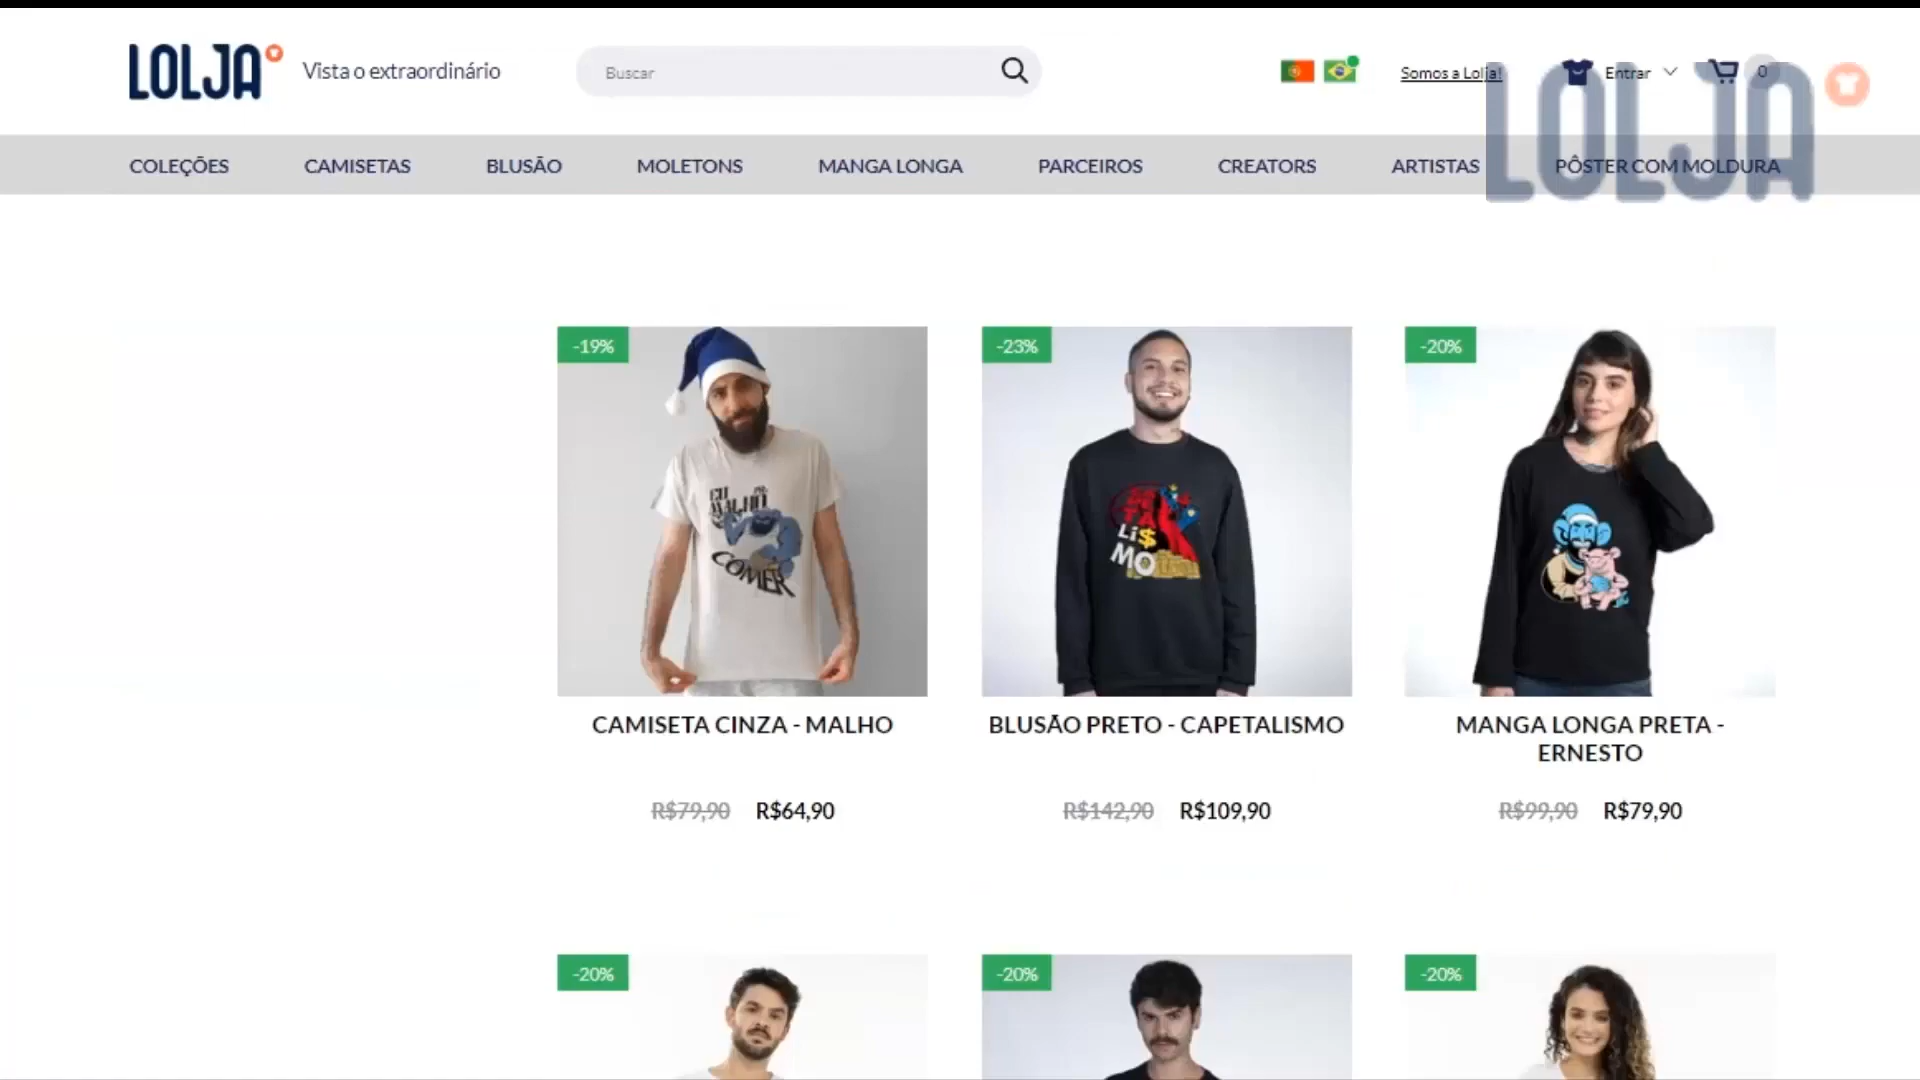 LOLJA
Vista o extraordinário
Buscar
Somos a Lolja!
Entrar
0
LOLJA
COLEÇÕES
CAMISETAS
BLUSÃO
MOLETONS
MANGA LONGA
PARCEIROS
CREATORS
ARTISTAS
PÔSTER COM MOLDURA
-19%
-23%
-20%
COMER
LI$
MO
CAMISETA CINZA - MALHO
BLUSÃO PRETO - CAPETALISMO
MANGA LONGA PRETA -
ERNESTO
R$79,90 R$64,90
R$142,90 R$109,90
R$99,90 R$79,90
-20%
-20%
-20%